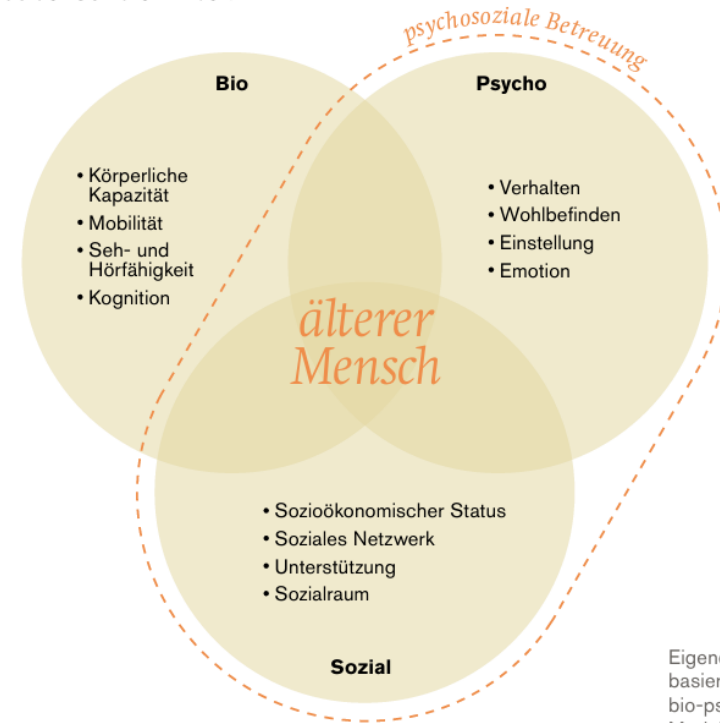 psychosoziale Betreuung
Bio
• Körperliche
Kapazität
• Mobilität
• Seh- und
Hörfähigkeit
• Kognition
Psycho
• Verhalten
• Wohlbefinden
• Einstellung
• Emotion
älterer
Mensch
• Sozioökonomischer Status
• Soziales Netzwerk
• Unterstützung
• Sozialraum
Sozial